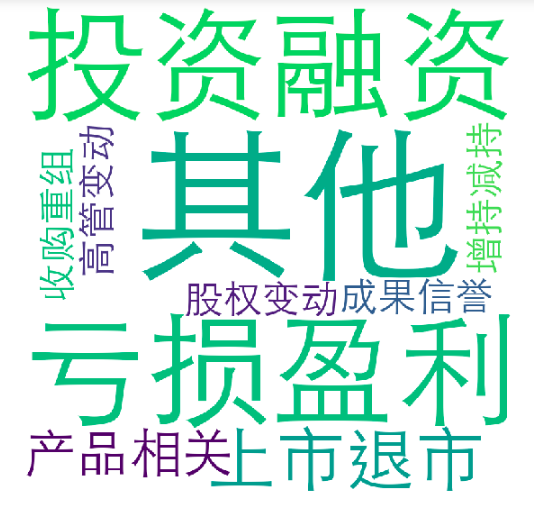 投资融资
其他
收购重组
高管变动
增持减持
股权变动
成果信誉
亏损盈利
产品相关
上市退市